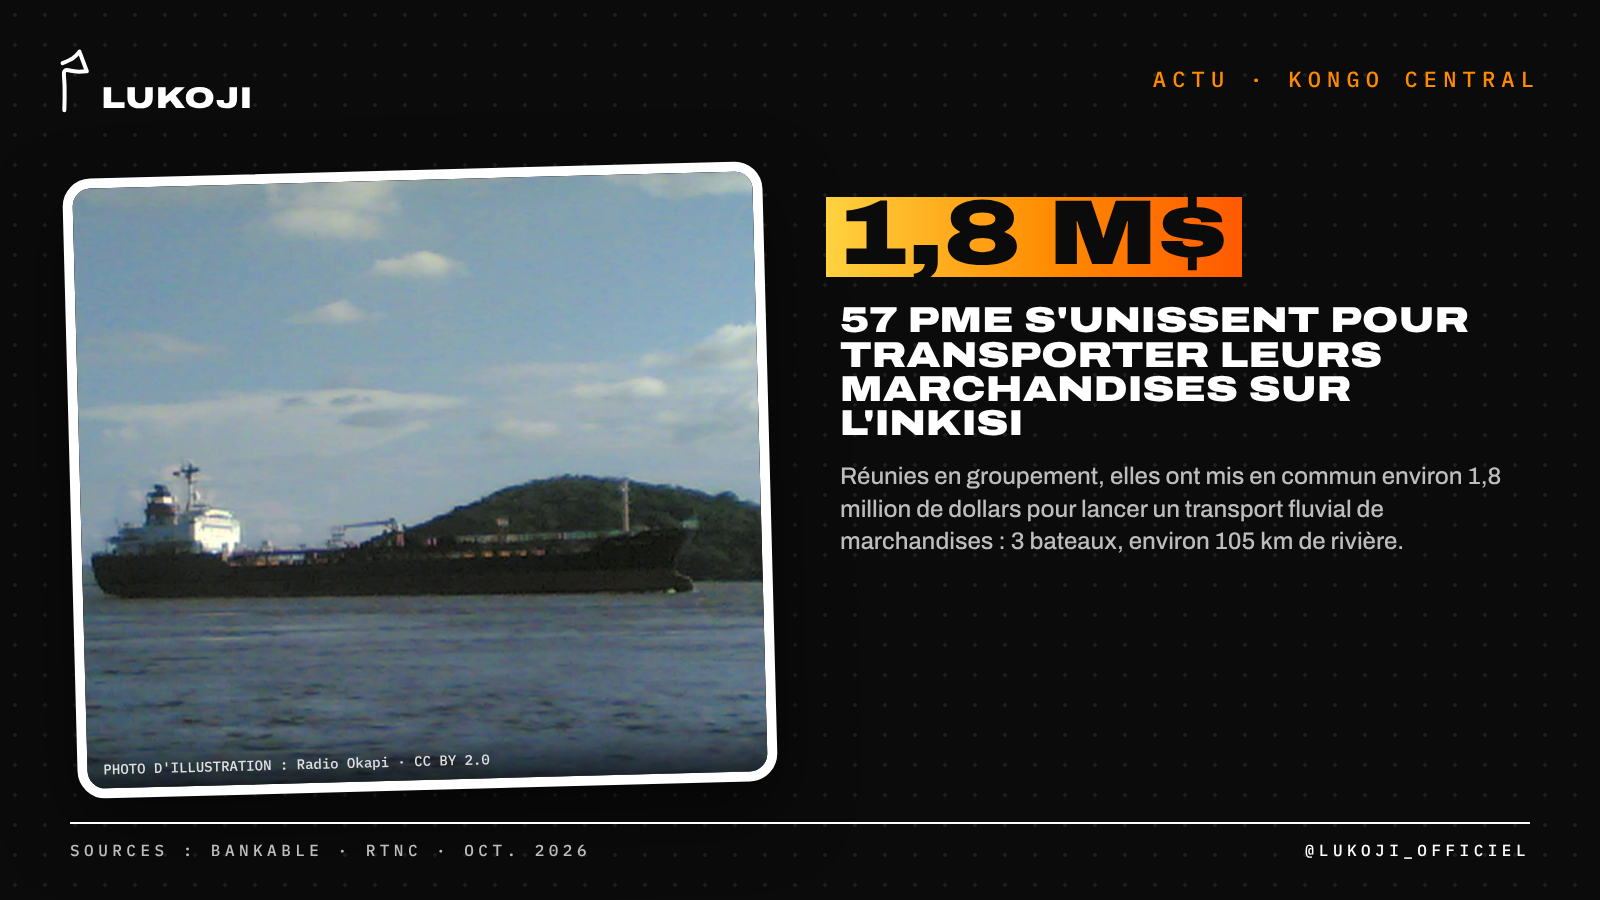 LUKOJI
ACTU · KONGO CENTRAL
1,8 M$
57 PME S'UNISSENT POUR
TRANSPORTER LEURS
MARCHANDISES SUR
L'INKISI
Réunies en groupement, elles ont mis en commun environ 1,8
million de dollars pour lancer un transport fluvial de
marchandises : 3 bateaux, environ 105 km de rivière.
PHOTO D'ILLUSTRATION : Radio Okapi · CC BY 2.0
SOURCES : BANKABLE · RTNC · OCT. 2026
@LUKOJI_OFFICIEL